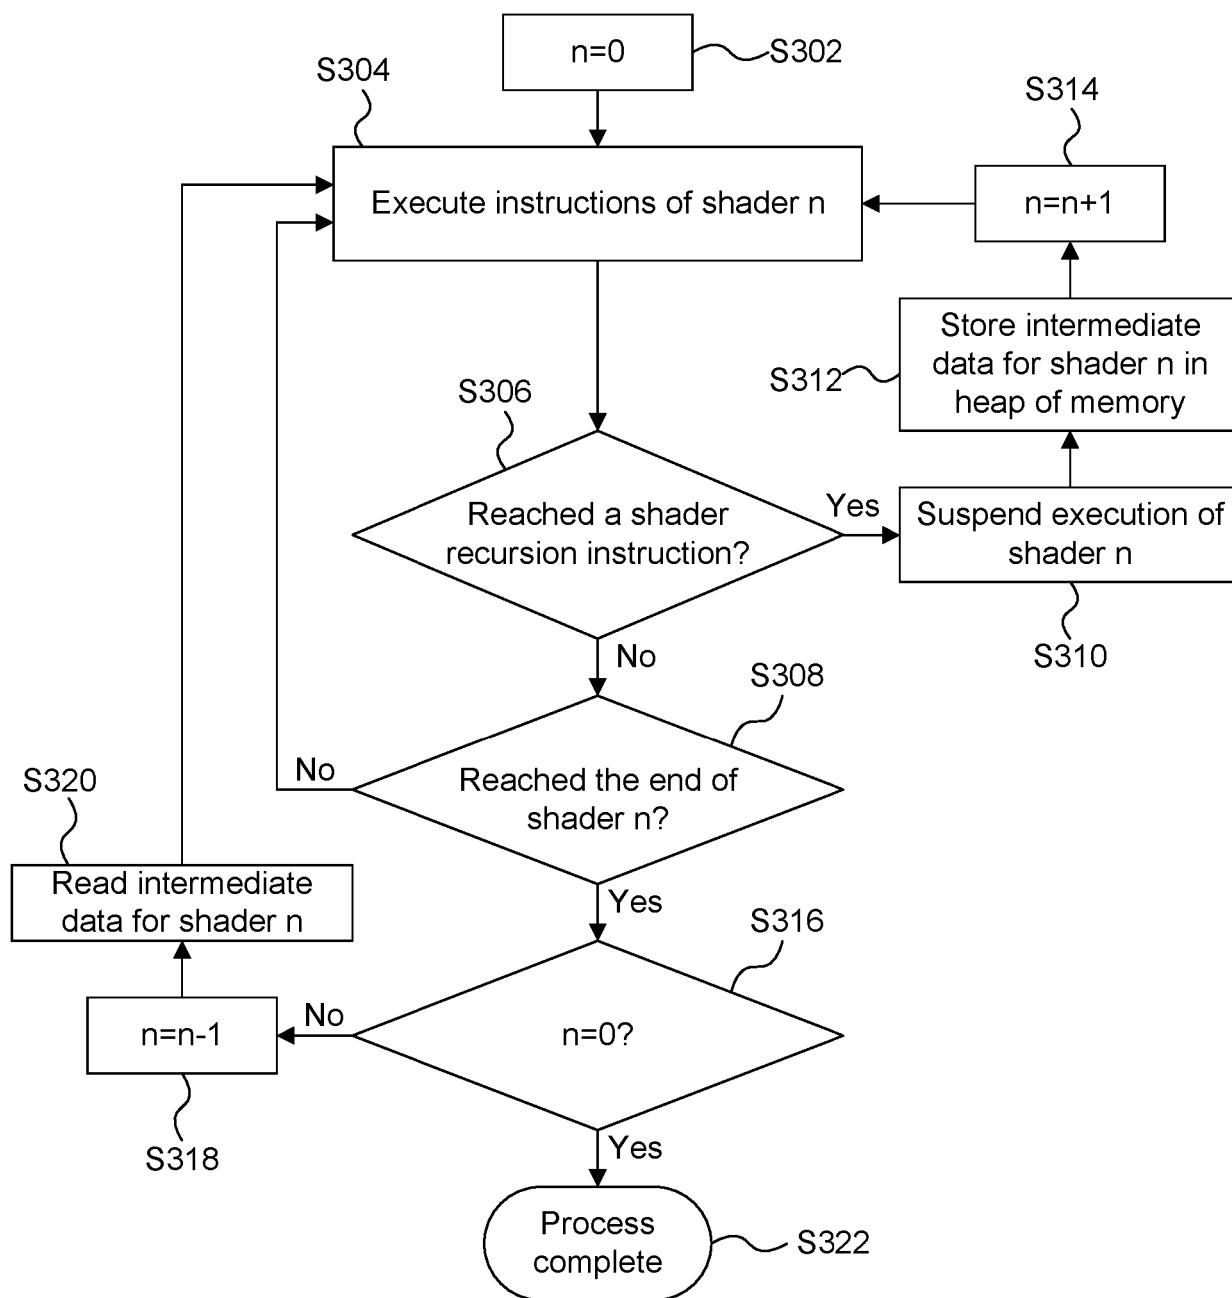 n=0
S302
S304
S314
Execute instructions of shader n
n=n+1
Store intermediate
data for shader n in
heap of memory
S312
S306
Reached a shader
recursion instruction?
Yes
Suspend execution of
shader n
S310
No
S308
Reached the end of
shader n?
No
S320
Read intermediate
data for shader n
Yes
S316
n=0?
No
n=n-1
S318
Yes
Process
complete
S322